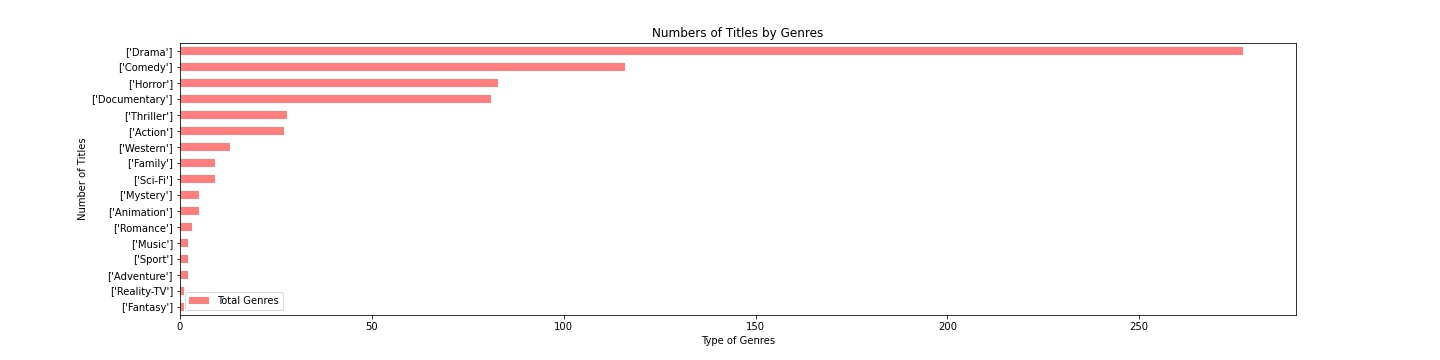 Numbers of Titles by Genres
['Drama']
['Comedy']
['Horror']
['Documentary']
['Thriller']
['Action']
['Western']
['Family']
['Sci-Fi']
['Mystery']
['Animation']
['Romance']
['Music']
['Sport']
['Adventure']
['Reality-TV']
['Fantasy']
Number of Titles
Total Genres
0 50 100 150 200 250
Type of Genres